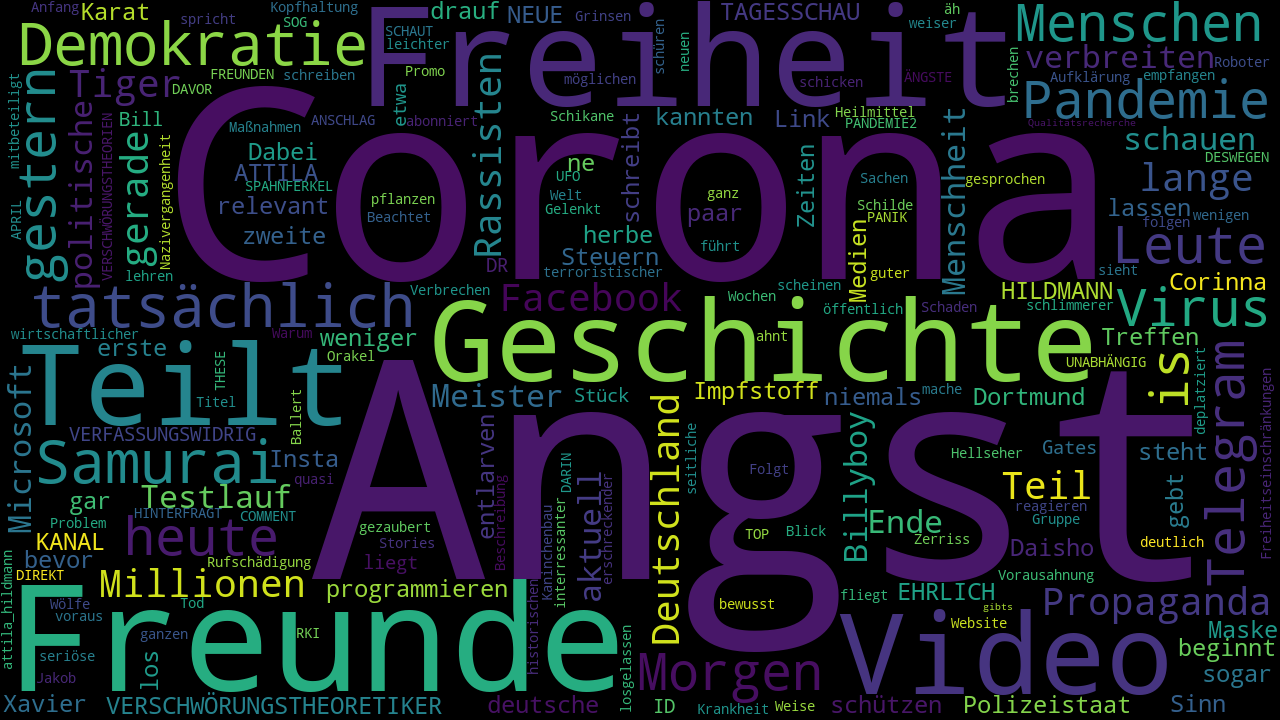 Anfang
spricht
Kopfhaltung
Karat
SOG
drauf
NEUE
Grinsen
TAGESSCHAU
weiser
äh
Menschen
Demokratie
SCHAUT
leichter
Freiheit
schüren
neuen
brechen
verbreiten
Roboter
Tiger
DAVOR
FREUNDEN
schreiben
Promo
möglichen
schicken
ÄNGSTE
Aufklärung
empfangen
mitbeteiligt
gestern
politische
VERSCHWÖRUNGSTHEORIEN
Bill
gerade
Nazivergangenheit
Maßnahmen
ANSCHLAG
etwa
abonniert
Rassisten
Schikane
schreibt
kannten
Link
Heilmittel
PANDEMIE2
Pandemie
Qualitätsrecherche
schauen
DESWEGEN
Dabei
ATTILA
SPAHNFERKEL
Corona
ne
UFO
Welt
Gelenkt
ganz
paar
Zeiten
Sachen
Schilde
PANIK
Menschheit
gesprochen
lange
APRIL
relevant
pflanzen
Beachtet
zweite
lassen
wenigen
folgen
herbe
Steuern
führt
Medien
guter
Leute
lehren
DR
terroristischer
scheinen
sieht
tatsächlich
Verbrechen
Facebook
Wochen
öffentlich
Schaden
HILDMANN
schlimmerer
Corinna
Virus
wirtschaftlicher
Warum
weniger
Geschichte
ahnt
Treffen
erste
Orakel
UNABHÄNGIG
Teilt
THESE
Titel
Ballert
Meister
Stück
Impfstoff
niemals
mache
Dortmund
is
deplatziert
Telegram
Freiheitseinschränkungen
Microsoft
VERFASSUNGSWIDRIG
Samurai
Insta
quasi
Angst
entlarven
Deutschland
seitliche
Billyboy
Hellseher
Gates
steht
Folgt
DARIN
gar
Testlauf
Teil
gebt
Problem
HINTERFRAGT
COMMENT
gezaubert
Stories
Beschreibung
aktuell
erschreckender
interressanter
Kaninchenbau
TOP
Blick
Ende
Zerriss
reagieren
Gruppe
KANAL
heute
liegt
Daisho
deutlich
bevor
Rufschädigung
DIREKT
Vorausahnung
attila_hildmann
Millionen
programmieren
fliegt
EHRLICH
Propaganda
Wölfe
voraus
Tod
bewusst
gibts
Website
Freunde
ganzen
RKI
historischen
losgelassen
Video
Maske
beginnt
seriöse
Jakob
los
Morgen
sogar
Xavier
VERSCHWÖRUNGSTHEORETIKER
deutsche
ID
Krankheit
Weise
schützen
Polizeistaat
Sinn